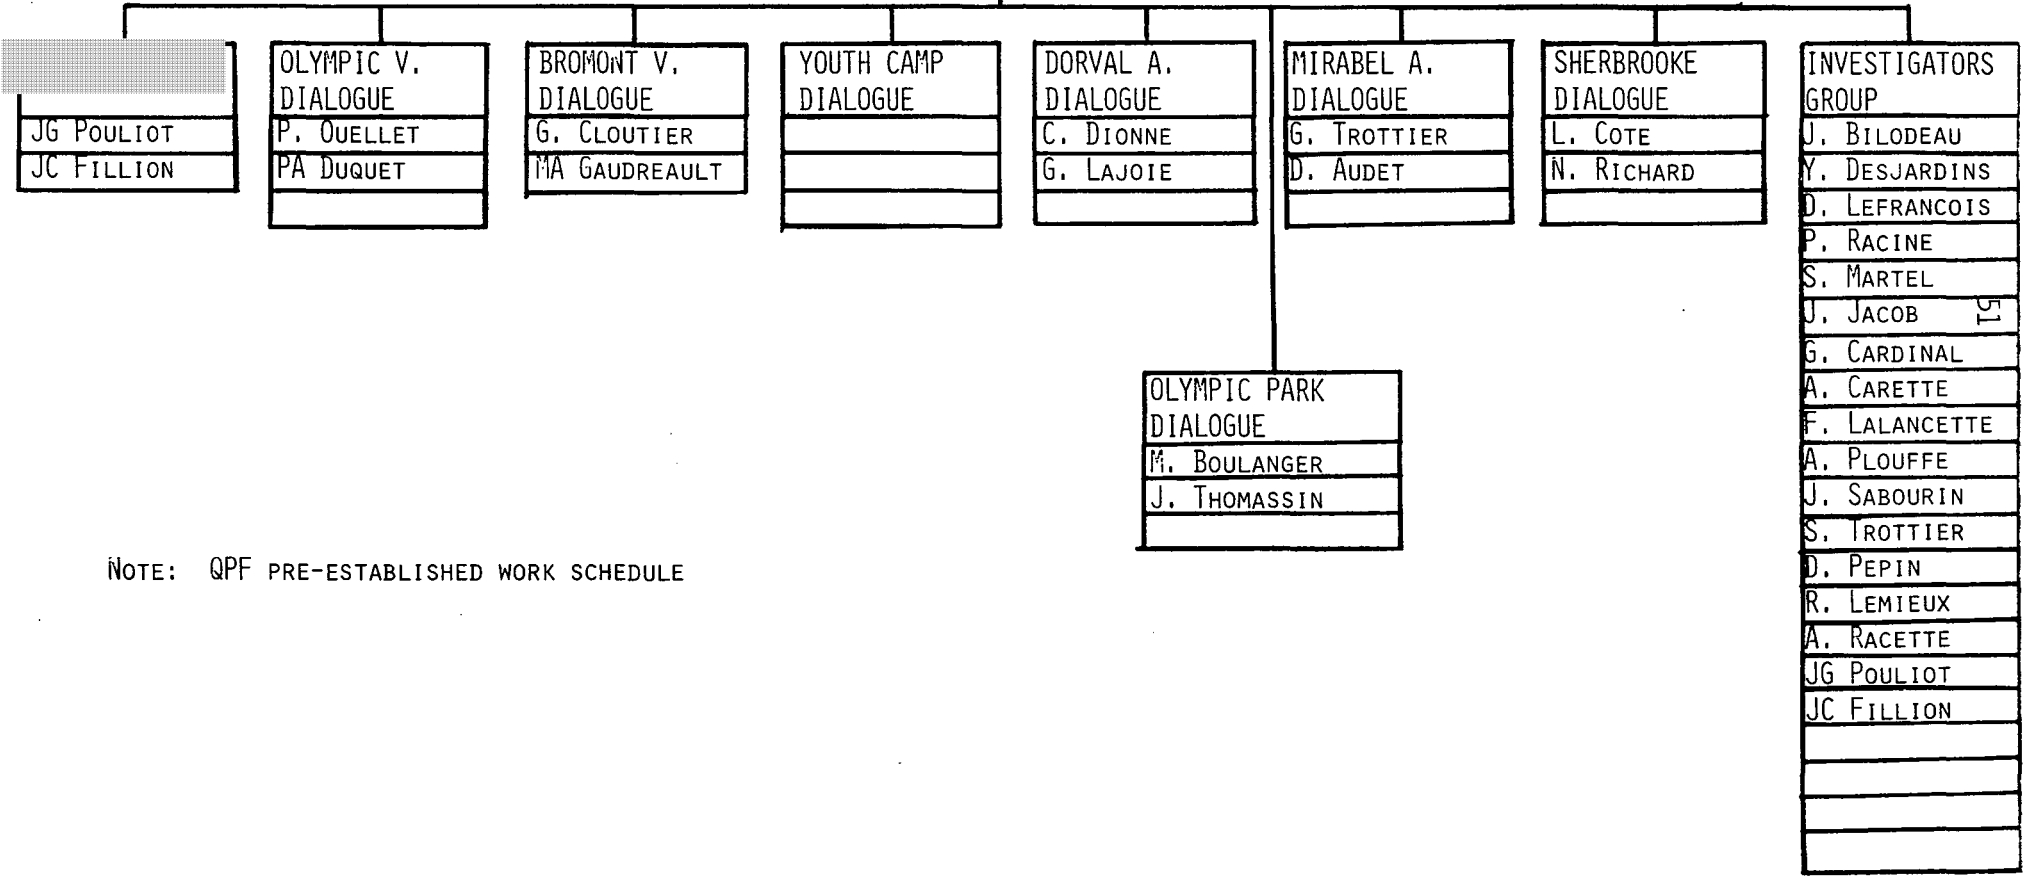 JG POULIOT
JC FILLION
OLYMPIC V.
DIALOGUE
P. OUELLET
PA DUQUET
BROMONT V.
DIALOGUE
G. CLOUTIER
MA GAUDREAULT
YOUTH CAMP
DIALOGUE
DORVAL A.
DIALOGUE
C. DIONNE
G. LAJOIE
MIRABEL A.
DIALOGUE
G. TROTTIER
D. AUDET
SHERBROOKE
DIALOGUE
L. COTE
N. RICHARD
INVESTIGATORS
GROUP
J. BILODEAU
Y. DESJARDINS
D. LEFRANCOIS
P. RACINE
S. MARTEL
J. JACOB
51
G. CARDINAL
A. CARETTE
F. LALANCETTE
A. PLOUFFE
J. SABOURIN
S. TROTTIER
D. PEPIN
R. LEMIEUX
A. RACETTE
JG POULIOT
JC FILLION
OLYMPIC PARK
DIALOGUE
M. BOULANGER
J. THOMASSIN
NOTE: QPF PRE-ESTABLISHED WORK SCHEDULE